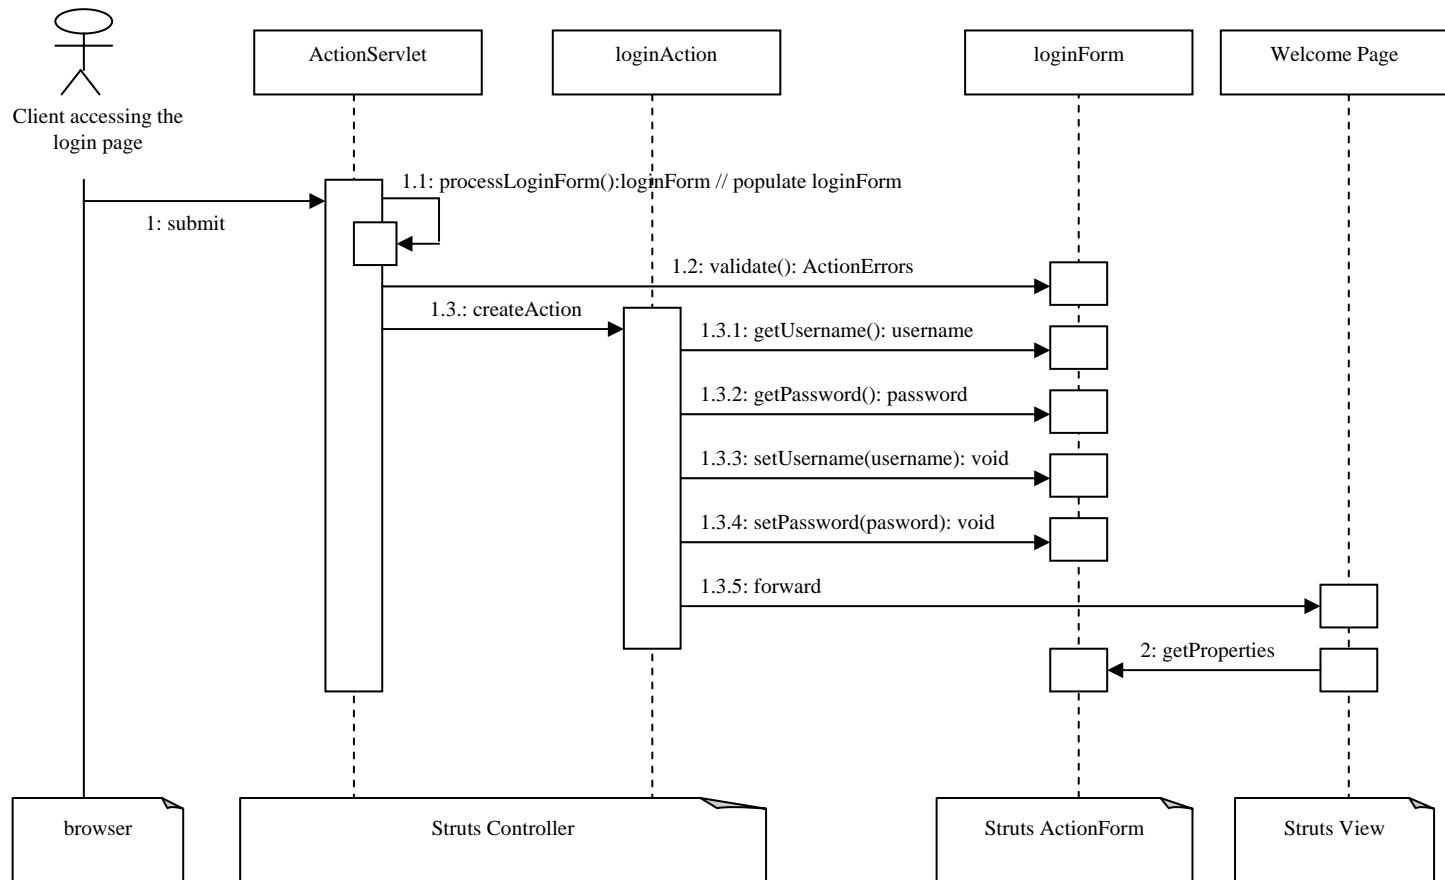 ActionServlet
loginAction
loginForm
Welcome Page
Client accessing the
login page
1.1: processLoginForm():loginForm // populate loginForm
1: submit
1.2: validate(): ActionErrors
1.3.: createAction
1.3.1: getUsername(): username
1.3.2: getPassword(): password
1.3.3: setUsername(username): void
1.3.4: setPassword(pasword): void
1.3.5: forward
2: getProperties
browser
Struts Controller
Struts ActionForm
Struts View